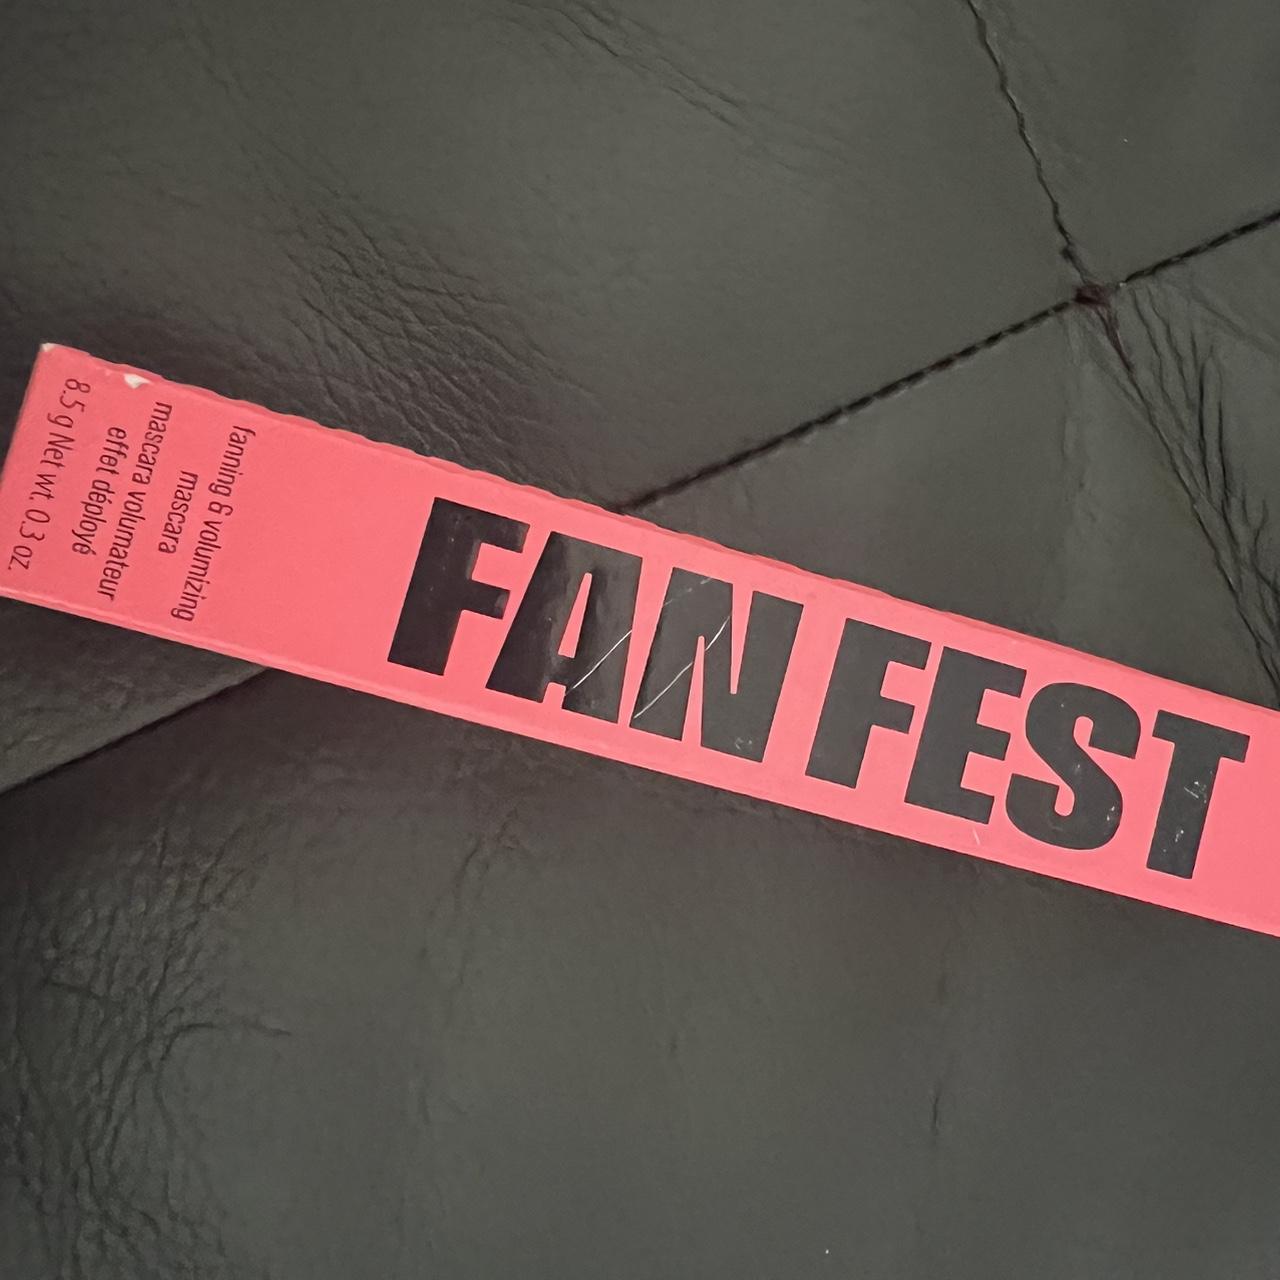 FAN FEST
fanning & volumizing
mascara
mascara volumateur
effet déployé
8.5 g Net wt. 0.3 oz.